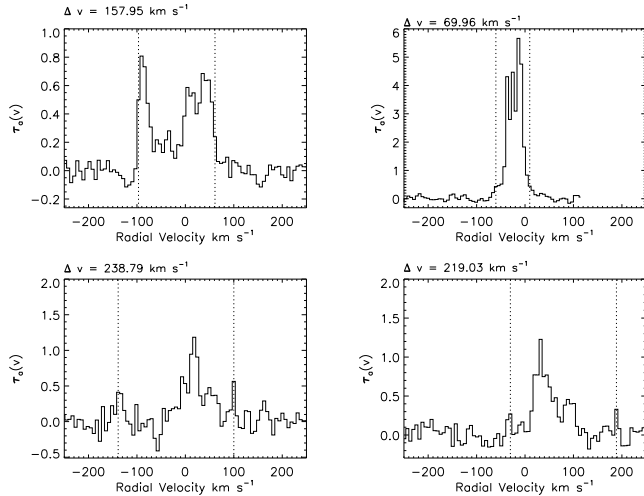 Δ v = 157.95 km s⁻¹
1.0
0.8
0.6
0.4
0.2
0.0
−0.2
τₐ(v)
−200 −100 0 100 200
Radial Velocity km s⁻¹
Δ v = 69.96 km s⁻¹
6
5
4
3
2
1
0
τₐ(v)
−200 −100 0 100 200
Radial Velocity km s⁻¹
Δ v = 238.79 km s⁻¹
2.0
1.5
1.0
0.5
0.0
−0.5
τₐ(v)
−200 −100 0 100 200
Radial Velocity km s⁻¹
Δ v = 219.03 km s⁻¹
2.0
1.5
1.0
0.5
0.0
τₐ(v)
−200 −100 0 100 200
Radial Velocity km s⁻¹